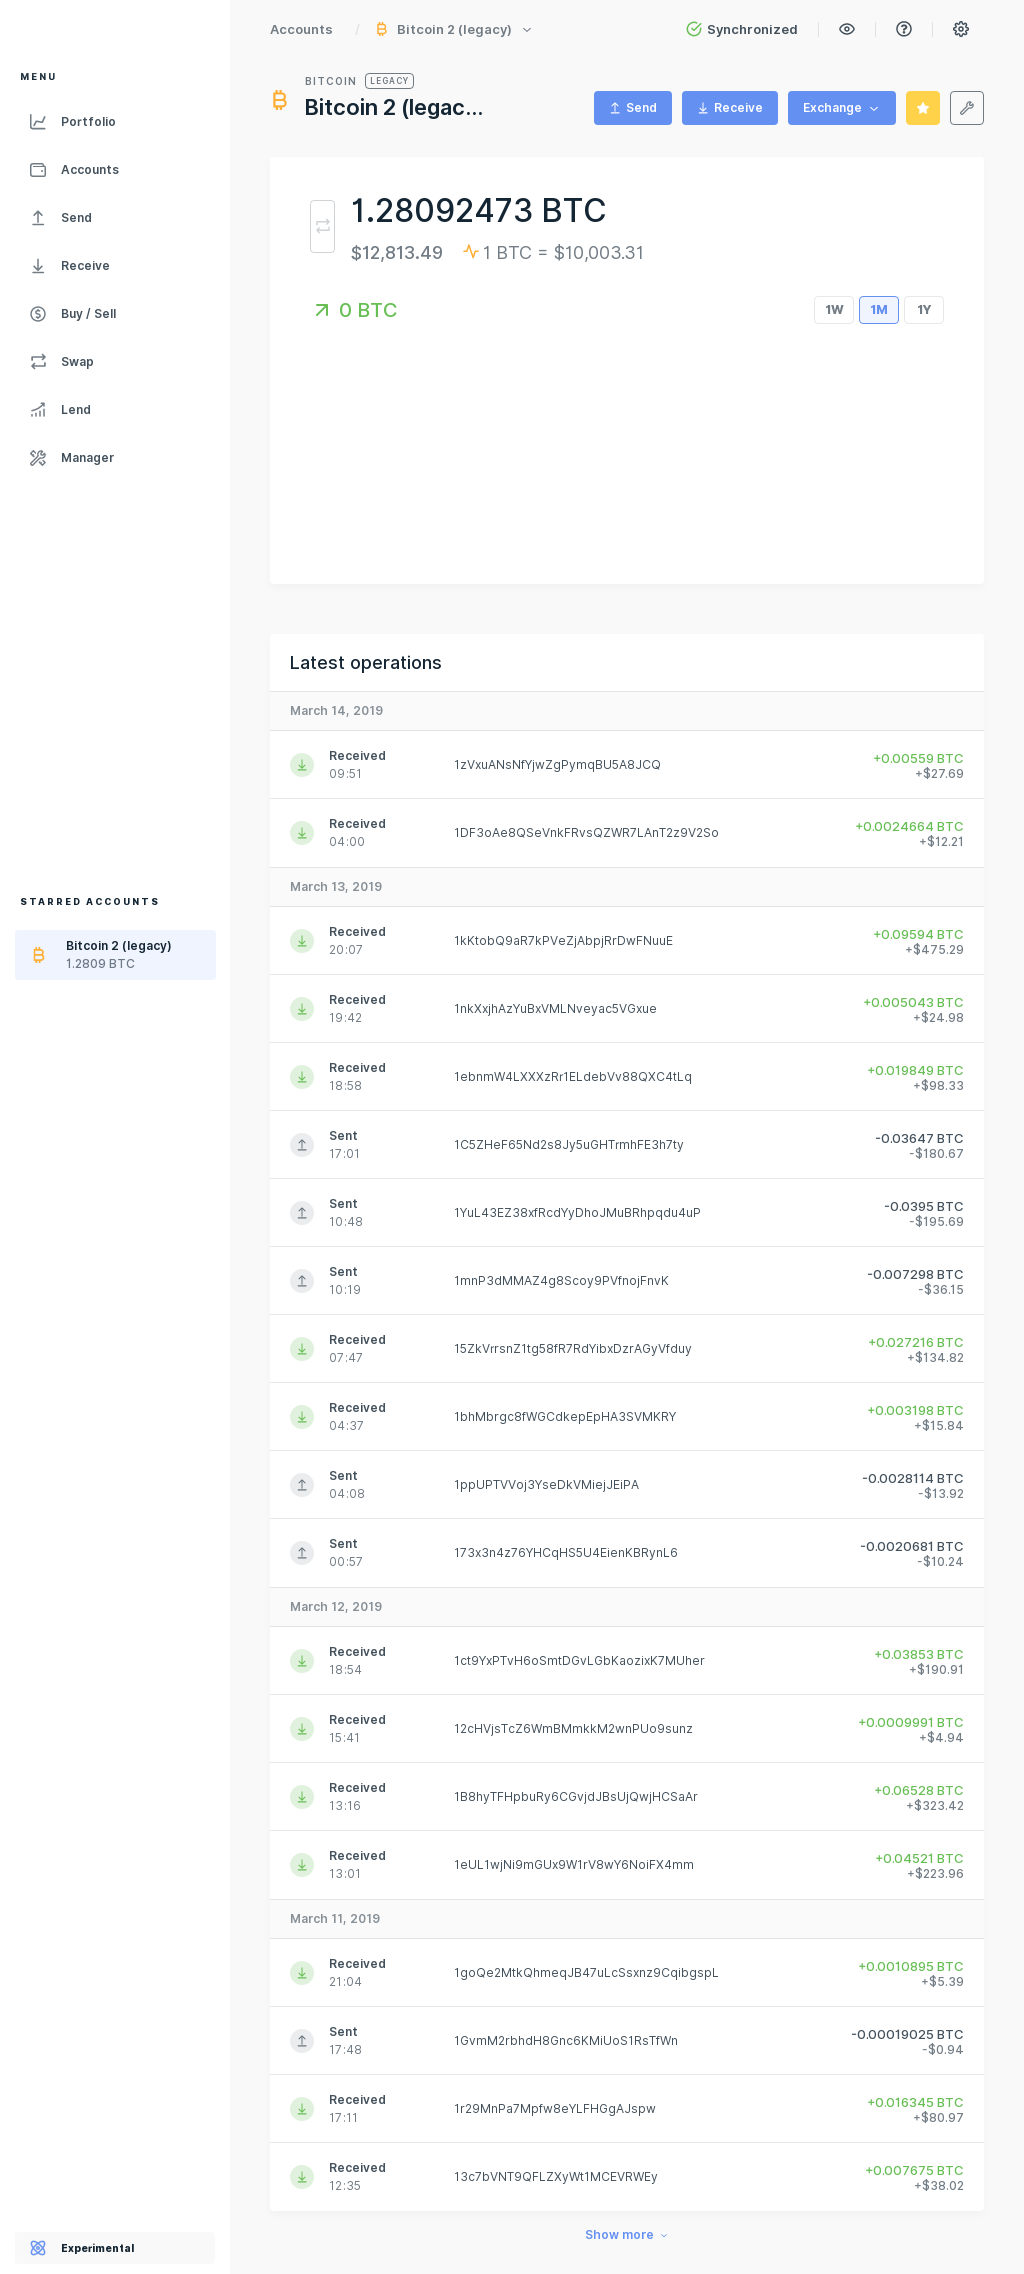 Accounts / Bitcoin 2 (legacy) Synchronized
MENU
Portfolio
Accounts
Send
Receive
Buy / Sell
Swap
Lend
Manager
STARRED ACCOUNTS
Bitcoin 2 (legacy)
1.2809 BTC
Experimental
BITCOIN LEGACY
Bitcoin 2 (legac...
Send Receive Exchange
1.28092473 BTC
$12,813.49 1 BTC = $10,003.31
0 BTC 1W 1M 1Y
Latest operations
March 14, 2019
Received 1zVxuANsNfYjwZgPymqBU5A8JCQ +0.00559 BTC
09:51 +$27.69
Received 1DF3oAe8QSeVnkFRvsQZWR7LAnT2z9V2So +0.0024664 BTC
04:00 +$12.21
March 13, 2019
Received 1kKtobQ9aR7kPVeZjAbpjRrDwFNuuE +0.09594 BTC
20:07 +$475.29
Received 1nkXxjhAzYuBxVMLNveyac5VGxue +0.005043 BTC
19:42 +$24.98
Received 1ebnmW4LXXXzRr1ELdebVv88QXC4tLq +0.019849 BTC
18:58 +$98.33
Sent 1C5ZHeF65Nd2s8Jy5uGHTrmhFE3h7ty -0.03647 BTC
17:01 -$180.67
Sent 1YuL43EZ38xfRcdYyDhoJMuBRhpqdu4uP -0.0395 BTC
10:48 -$195.69
Sent 1mnP3dMMAZ4g8Scoy9PVfnojFnvK -0.007298 BTC
10:19 -$36.15
Received 15ZkVrrsnZ1tg58fR7RdYibxDzrAGyVfduy +0.027216 BTC
07:47 +$134.82
Received 1bhMbrgc8fWGCdkepEpHA3SVMKRY +0.003198 BTC
04:37 +$15.84
Sent 1ppUPTVVoj3YseDkVMiejJEiPA -0.0028114 BTC
04:08 -$13.92
Sent 173x3n4z76YHCqHS5U4EienKBRynL6 -0.0020681 BTC
00:57 -$10.24
March 12, 2019
Received 1ct9YxPTvH6oSmtDGvLGbKaozixK7MUher +0.03853 BTC
18:54 +$190.91
Received 12cHVjsTcZ6WmBMmkkM2wnPUo9sunz +0.0009991 BTC
15:41 +$4.94
Received 1B8hyTFHpbuRy6CGvjdJBsUjQwjHCSaAr +0.06528 BTC
13:16 +$323.42
Received 1eUL1wjNi9mGUx9W1rV8wY6NoiFX4mm +0.04521 BTC
13:01 +$223.96
March 11, 2019
Received 1goQe2MtkQhmeqJB47uLcSsxnz9CqibgspL +0.0010895 BTC
21:04 +$5.39
Sent 1GvmM2rbhdH8Gnc6KMiUoS1RsTfWn -0.00019025 BTC
17:48 -$0.94
Received 1r29MnPa7Mpfw8eYLFHGgAJspw +0.016345 BTC
17:11 +$80.97
Received 13c7bVNT9QFLZXyWt1MCEVRWEy +0.007675 BTC
12:35 +$38.02
Show more